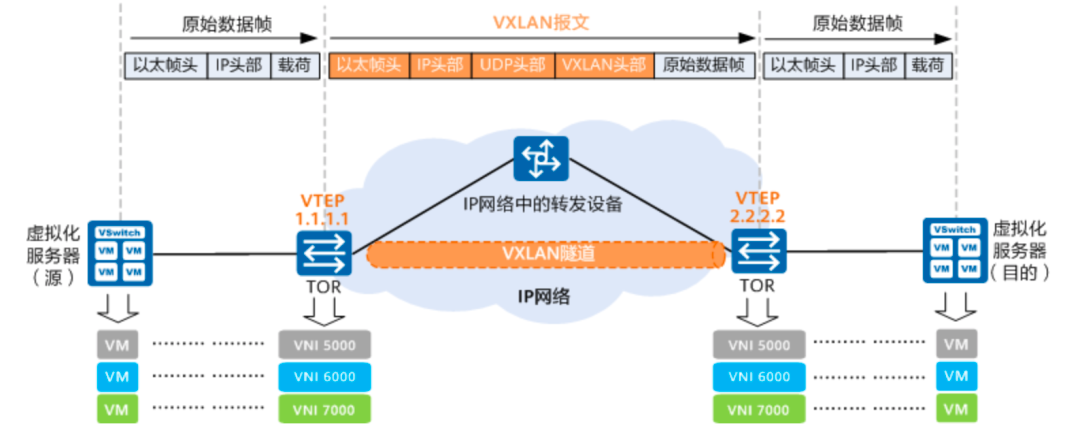 原始数据帧
VXLAN报文
原始数据帧
以太帧头 IP头部 载荷
以太帧头 IP头部 UDP头部 VXLAN头部 原始数据帧
以太帧头 IP头部 载荷
IP网络中的转发设备
VTEP
1.1.1.1
VTEP
2.2.2.2
虚拟化
服务器
（源）
VSwitch
VM VM
VM VM
TOR
VXLAN隧道
IP网络
TOR
VSwitch
VM VM
VM VM
虚拟化
服务器
（目的）
VM VNI 5000 VNI 5000 VM
VM VNI 6000 VNI 6000 VM
VM VNI 7000 VNI 7000 VM